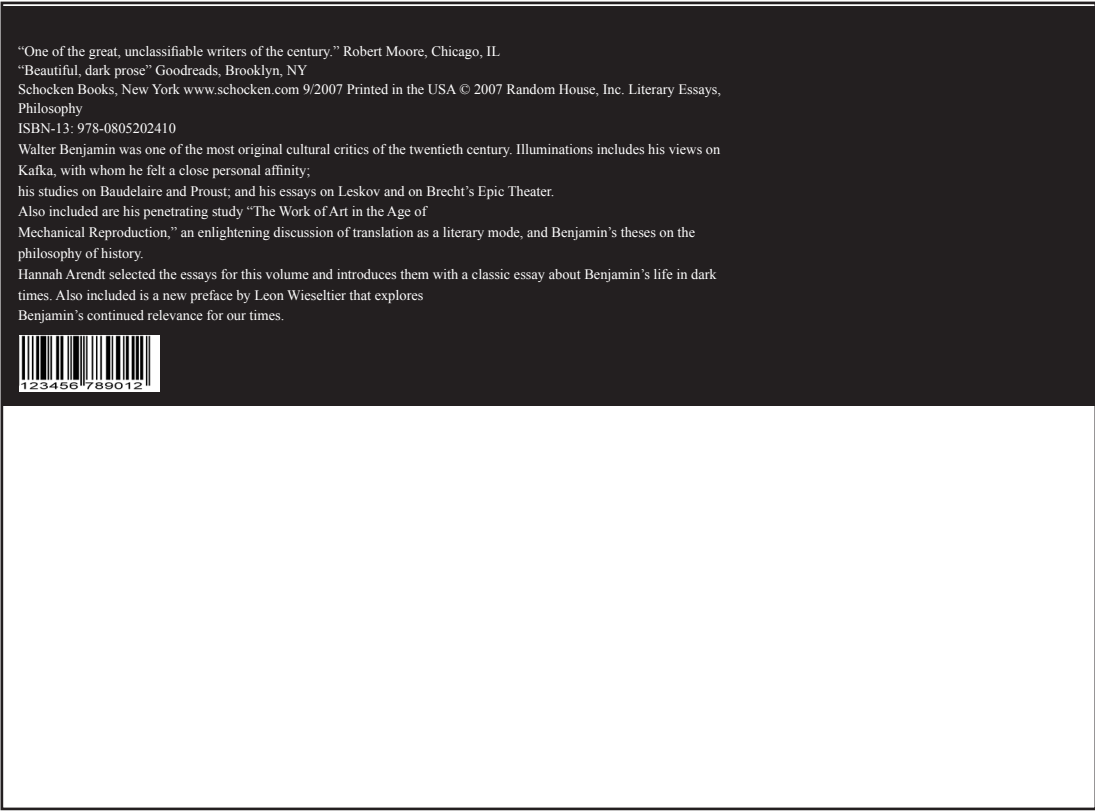 “One of the great, unclassifiable writers of the century.” Robert Moore, Chicago, IL
“Beautiful, dark prose” Goodreads, Brooklyn, NY
Schocken Books, New York www.schocken.com 9/2007 Printed in the USA © 2007 Random House, Inc. Literary Essays,
Philosophy
ISBN-13: 978-0805202410
Walter Benjamin was one of the most original cultural critics of the twentieth century. Illuminations includes his views on
Kafka, with whom he felt a close personal affinity;
his studies on Baudelaire and Proust; and his essays on Leskov and on Brecht’s Epic Theater.
Also included are his penetrating study “The Work of Art in the Age of
Mechanical Reproduction,” an enlightening discussion of translation as a literary mode, and Benjamin’s theses on the
philosophy of history.
Hannah Arendt selected the essays for this volume and introduces them with a classic essay about Benjamin’s life in dark
times. Also included is a new preface by Leon Wieseltier that explores
Benjamin’s continued relevance for our times.
123456 789012